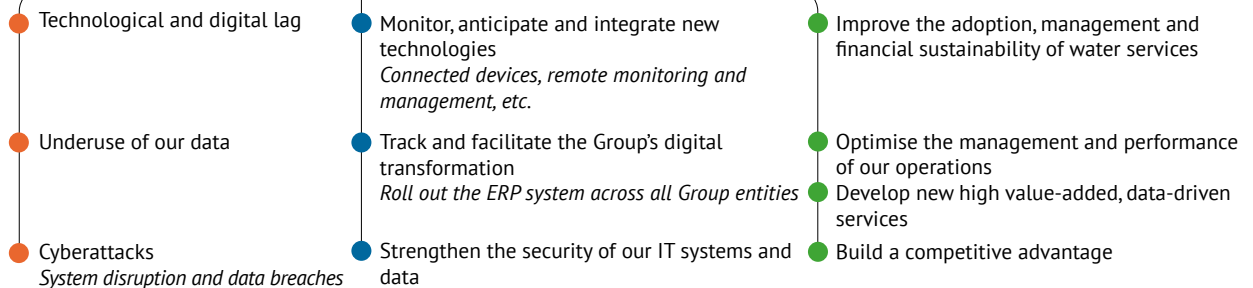 Technological and digital lag
Monitor, anticipate and integrate new
technologies
Connected devices, remote monitoring and
management, etc.
Improve the adoption, management and
financial sustainability of water services
Underuse of our data
Track and facilitate the Group's digital
transformation
Roll out the ERP system across all Group entities
Optimise the management and performance
of our operations
Develop new high value-added, data-driven
services
Cyberattacks
System disruption and data breaches
Strengthen the security of our IT systems and
data
Build a competitive advantage